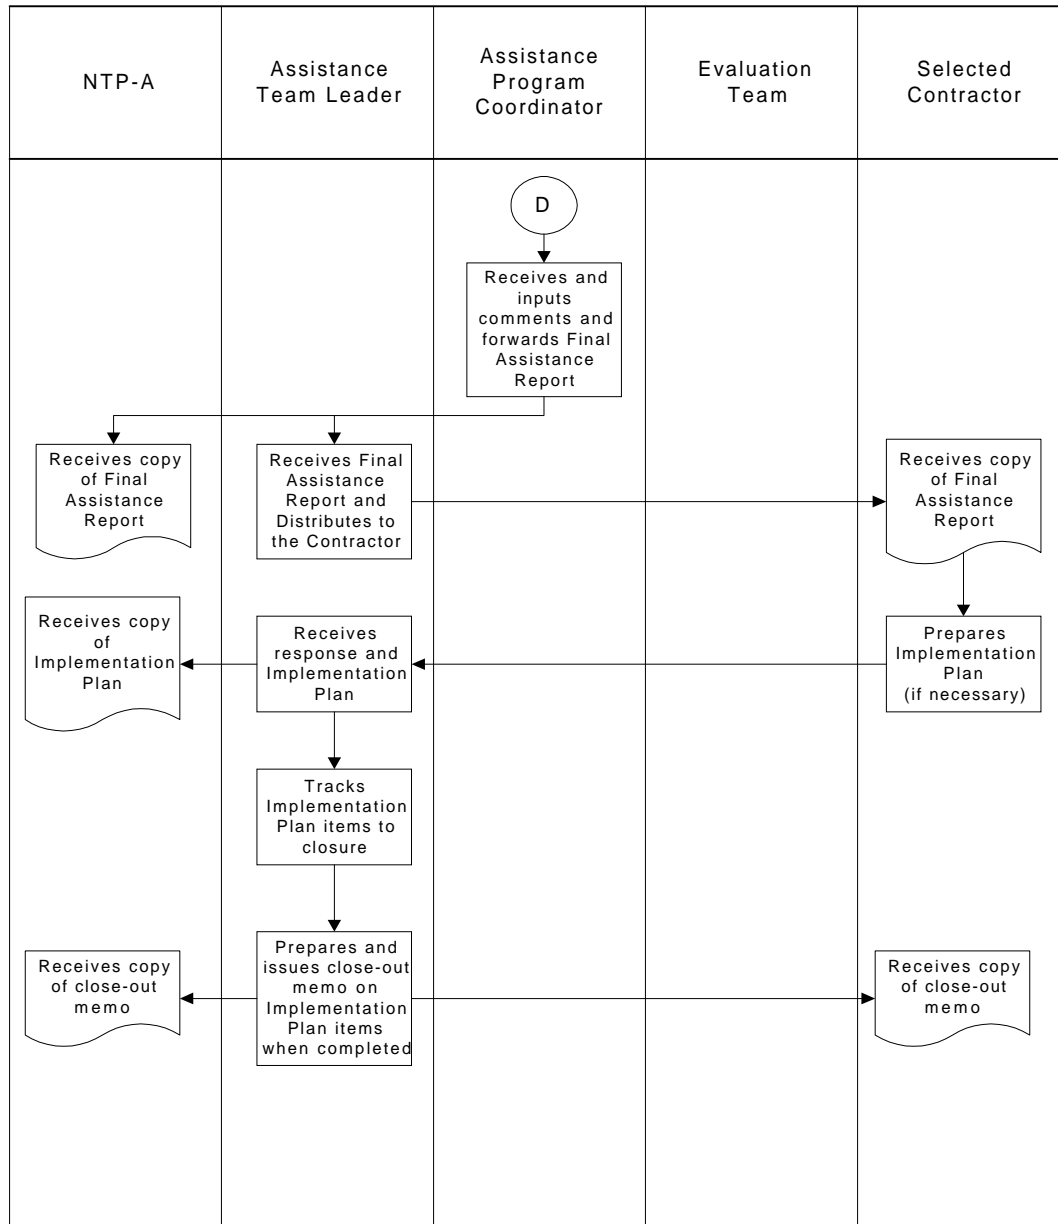 NTP-A
Assistance
Team Leader
Assistance
Program
Coordinator
Evaluation
Team
Selected
Contractor
D
Receives and
inputs
comments and
forwards Final
Assistance
Report
Receives copy
of Final
Assistance
Report
Receives Final
Assistance
Report and
Distributes to
the Contractor
Receives copy
of Final
Assistance
Report
Receives copy
of
Implementation
Plan
Receives
response and
Implementation
Plan
Prepares
Implementation
Plan
(if necessary)
Tracks
Implementation
Plan items to
closure
Receives copy
of close-out
memo
Prepares and
issues close-out
memo on
Implementation
Plan items
when completed
Receives copy
of close-out
memo